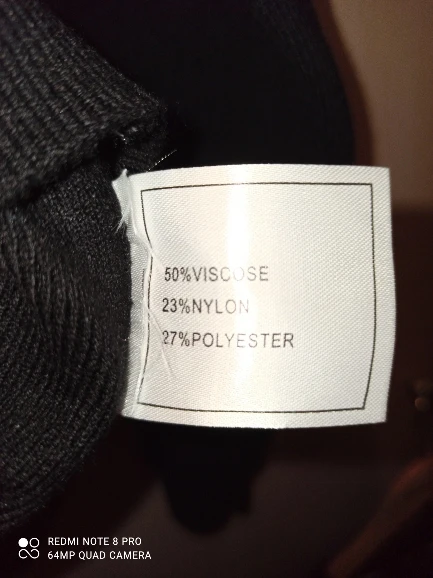 50%VISCOSE
23%NYLON
27%POLYESTER
REDMI NOTE 8 PRO
64MP QUAD CAMERA